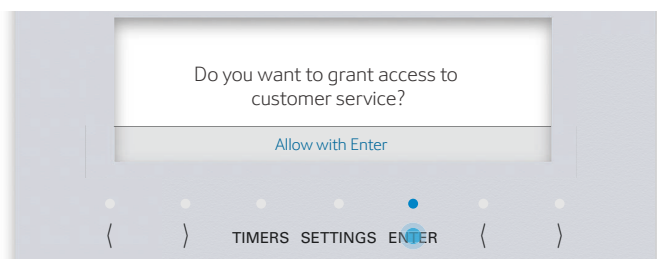 Do you want to grant access to
customer service?
Allow with Enter
⟨ ⟩ TIMERS SETTINGS ENTER ⟨ ⟩